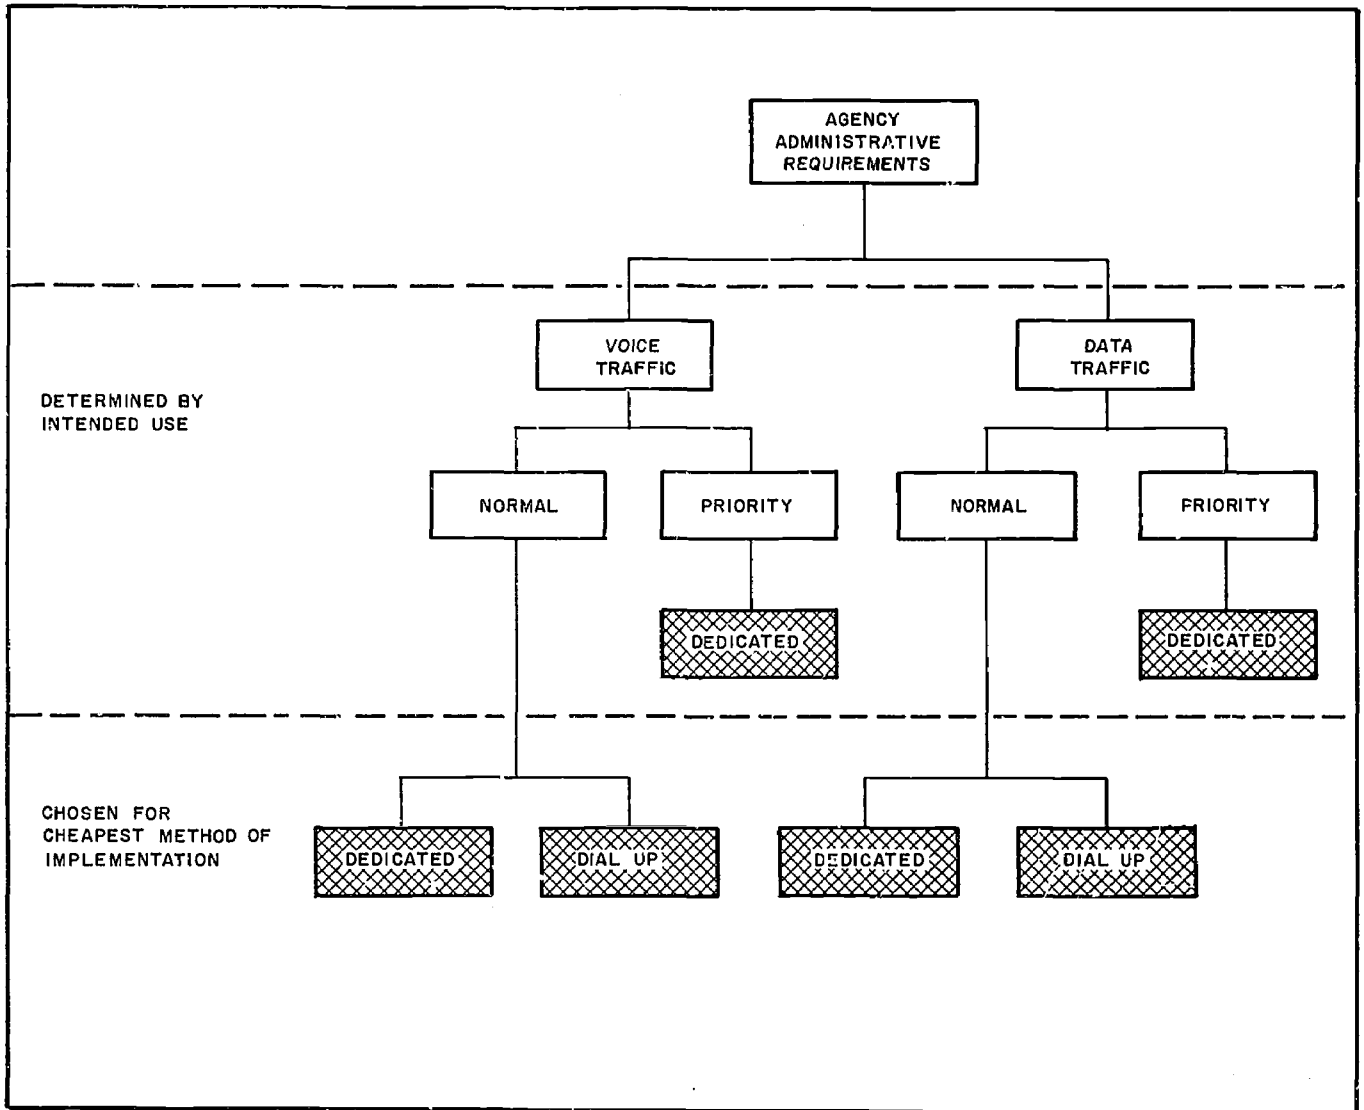 AGENCY
ADMINISTRATIVE
REQUIREMENTS
VOICE
TRAFFIC
DATA
TRAFFIC
DETERMINED BY
INTENDED USE
NORMAL
PRIORITY
NORMAL
PRIORITY
DEDICATED
DEDICATED
CHOSEN FOR
CHEAPEST METHOD OF
IMPLEMENTATION
DEDICATED
DIAL UP
DEDICATED
DIAL UP